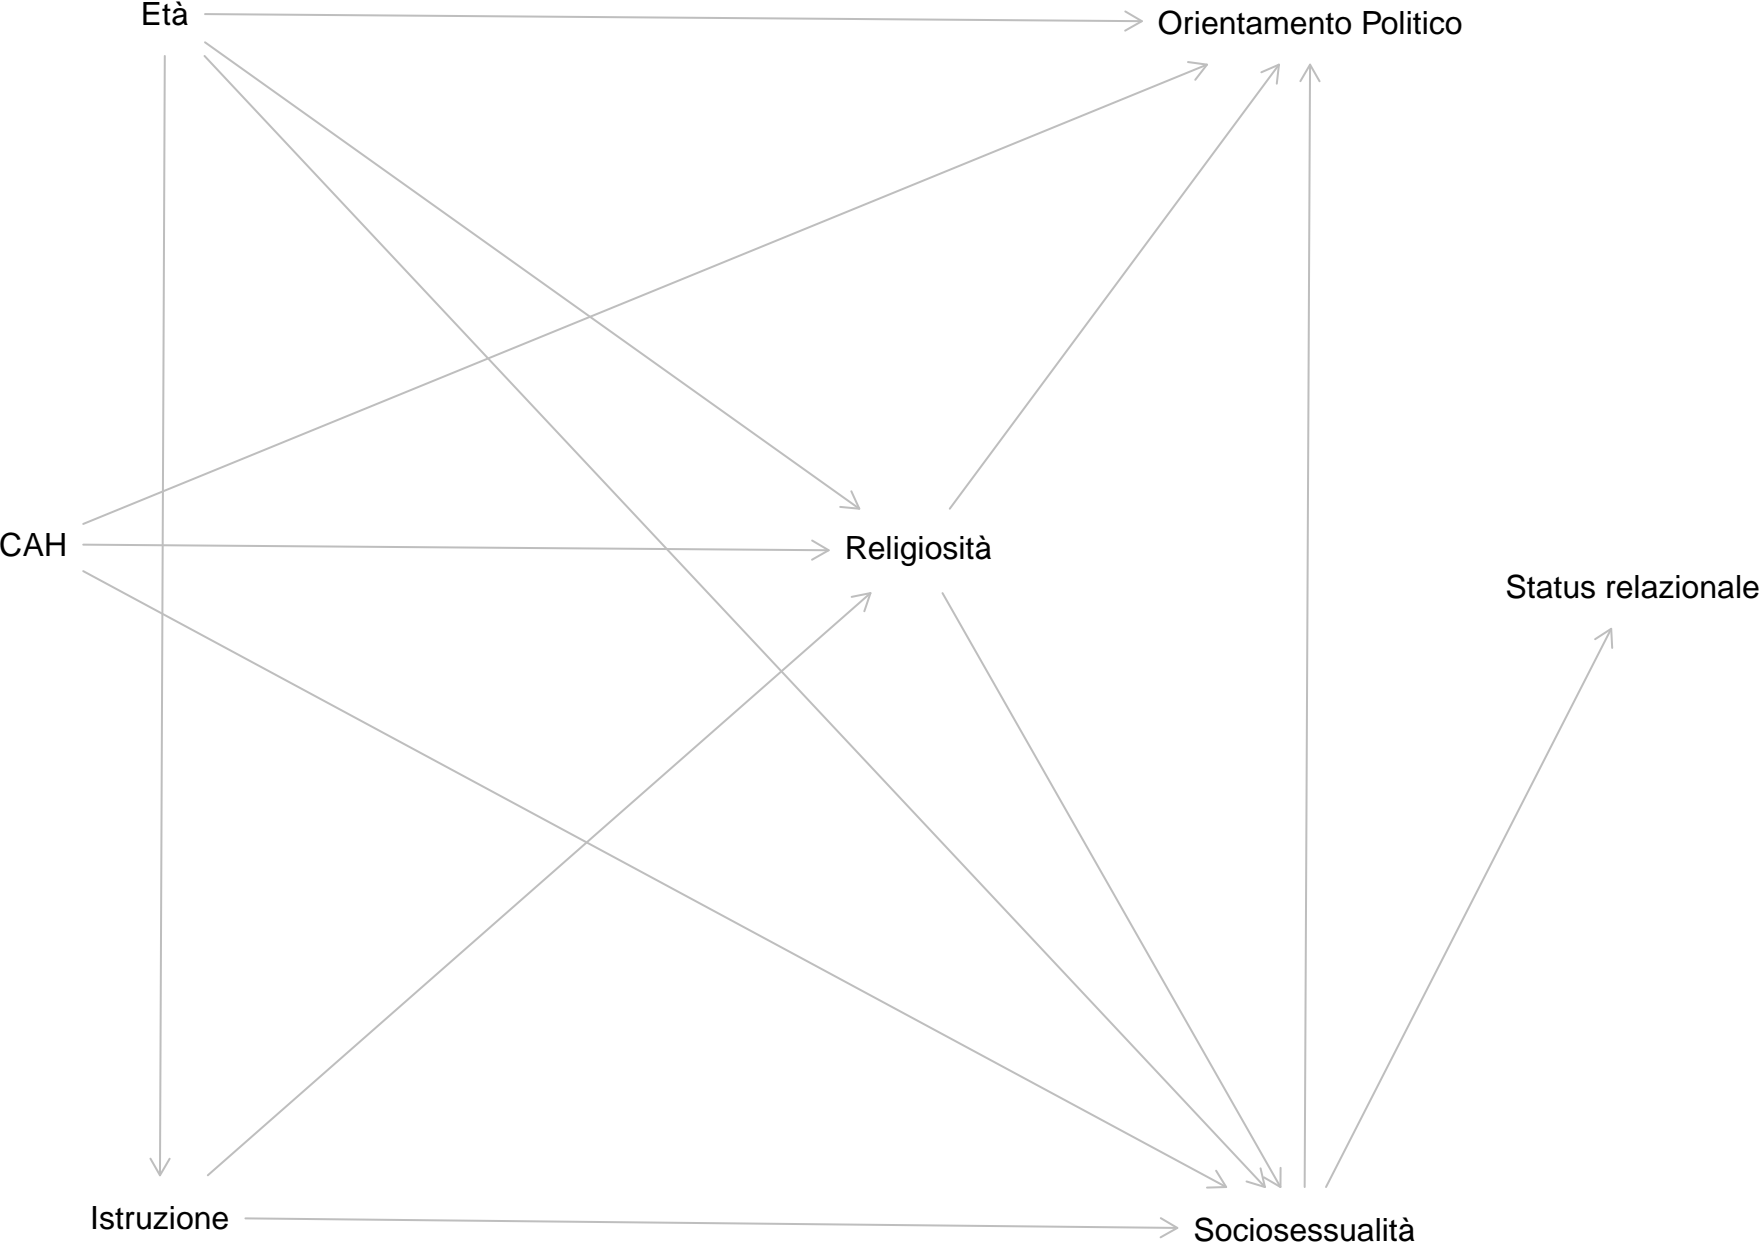 Età
Orientamento Politico
CAH
Religiosità
Status relazionale
Istruzione
Sociosessualità